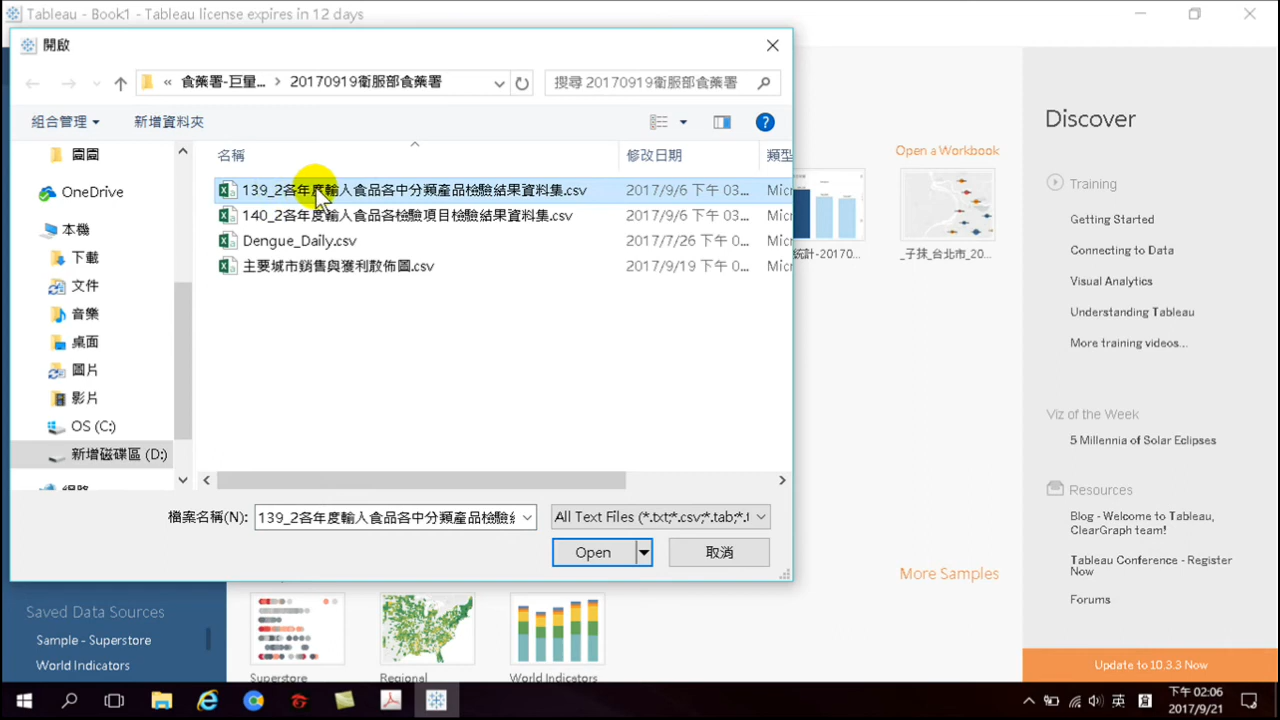 Tableau - Book1 - Tableau license expires in 12 days
開啟
« 食藥署-巨量... › 20170919衛服部食藥署
搜尋 20170919衛服部食藥署
組合管理
新增資料夾
名稱
修改日期
類型
圖圖
OneDrive
本機
下載
文件
音樂
桌面
圖片
影片
OS (C:)
新增磁碟區 (D:)
139_2各年度輸入食品各中分類產品檢驗結果資料集.csv 2017/9/6 下午 03...
140_2各年度輸入食品各檢驗項目檢驗結果資料集.csv 2017/9/6 下午 03...
Dengue_Daily.csv 2017/7/26 下午 0...
主要城市銷售與獲利散佈圖.csv 2017/9/19 下午 0...
檔案名稱(N):
139_2各年度輸入食品各中分類產品檢驗
All Text Files (*.txt;*.csv;*.tab;*.t
Open
取消
Open a Workbook
統計-20170...
_子抹_台北市_20...
More Samples
Superstore
Regional
World Indicators
Saved Data Sources
Sample - Superstore
World Indicators
Discover
Training
Getting Started
Connecting to Data
Visual Analytics
Understanding Tableau
More training videos...
Viz of the Week
5 Millennia of Solar Eclipses
Resources
Blog - Welcome to Tableau,
ClearGraph team!
Tableau Conference - Register
Now
Forums
Update to 10.3.3 Now
英
下午 02:06
2017/9/21